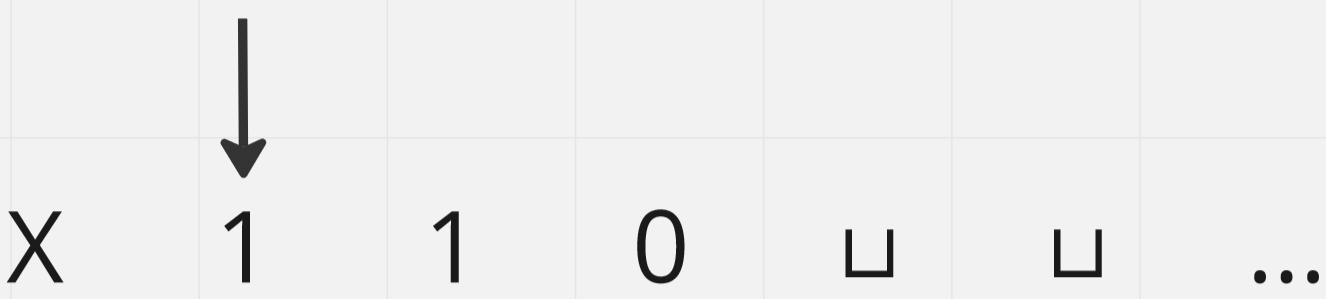 X 1 1 0 ⊔ ⊔ ...